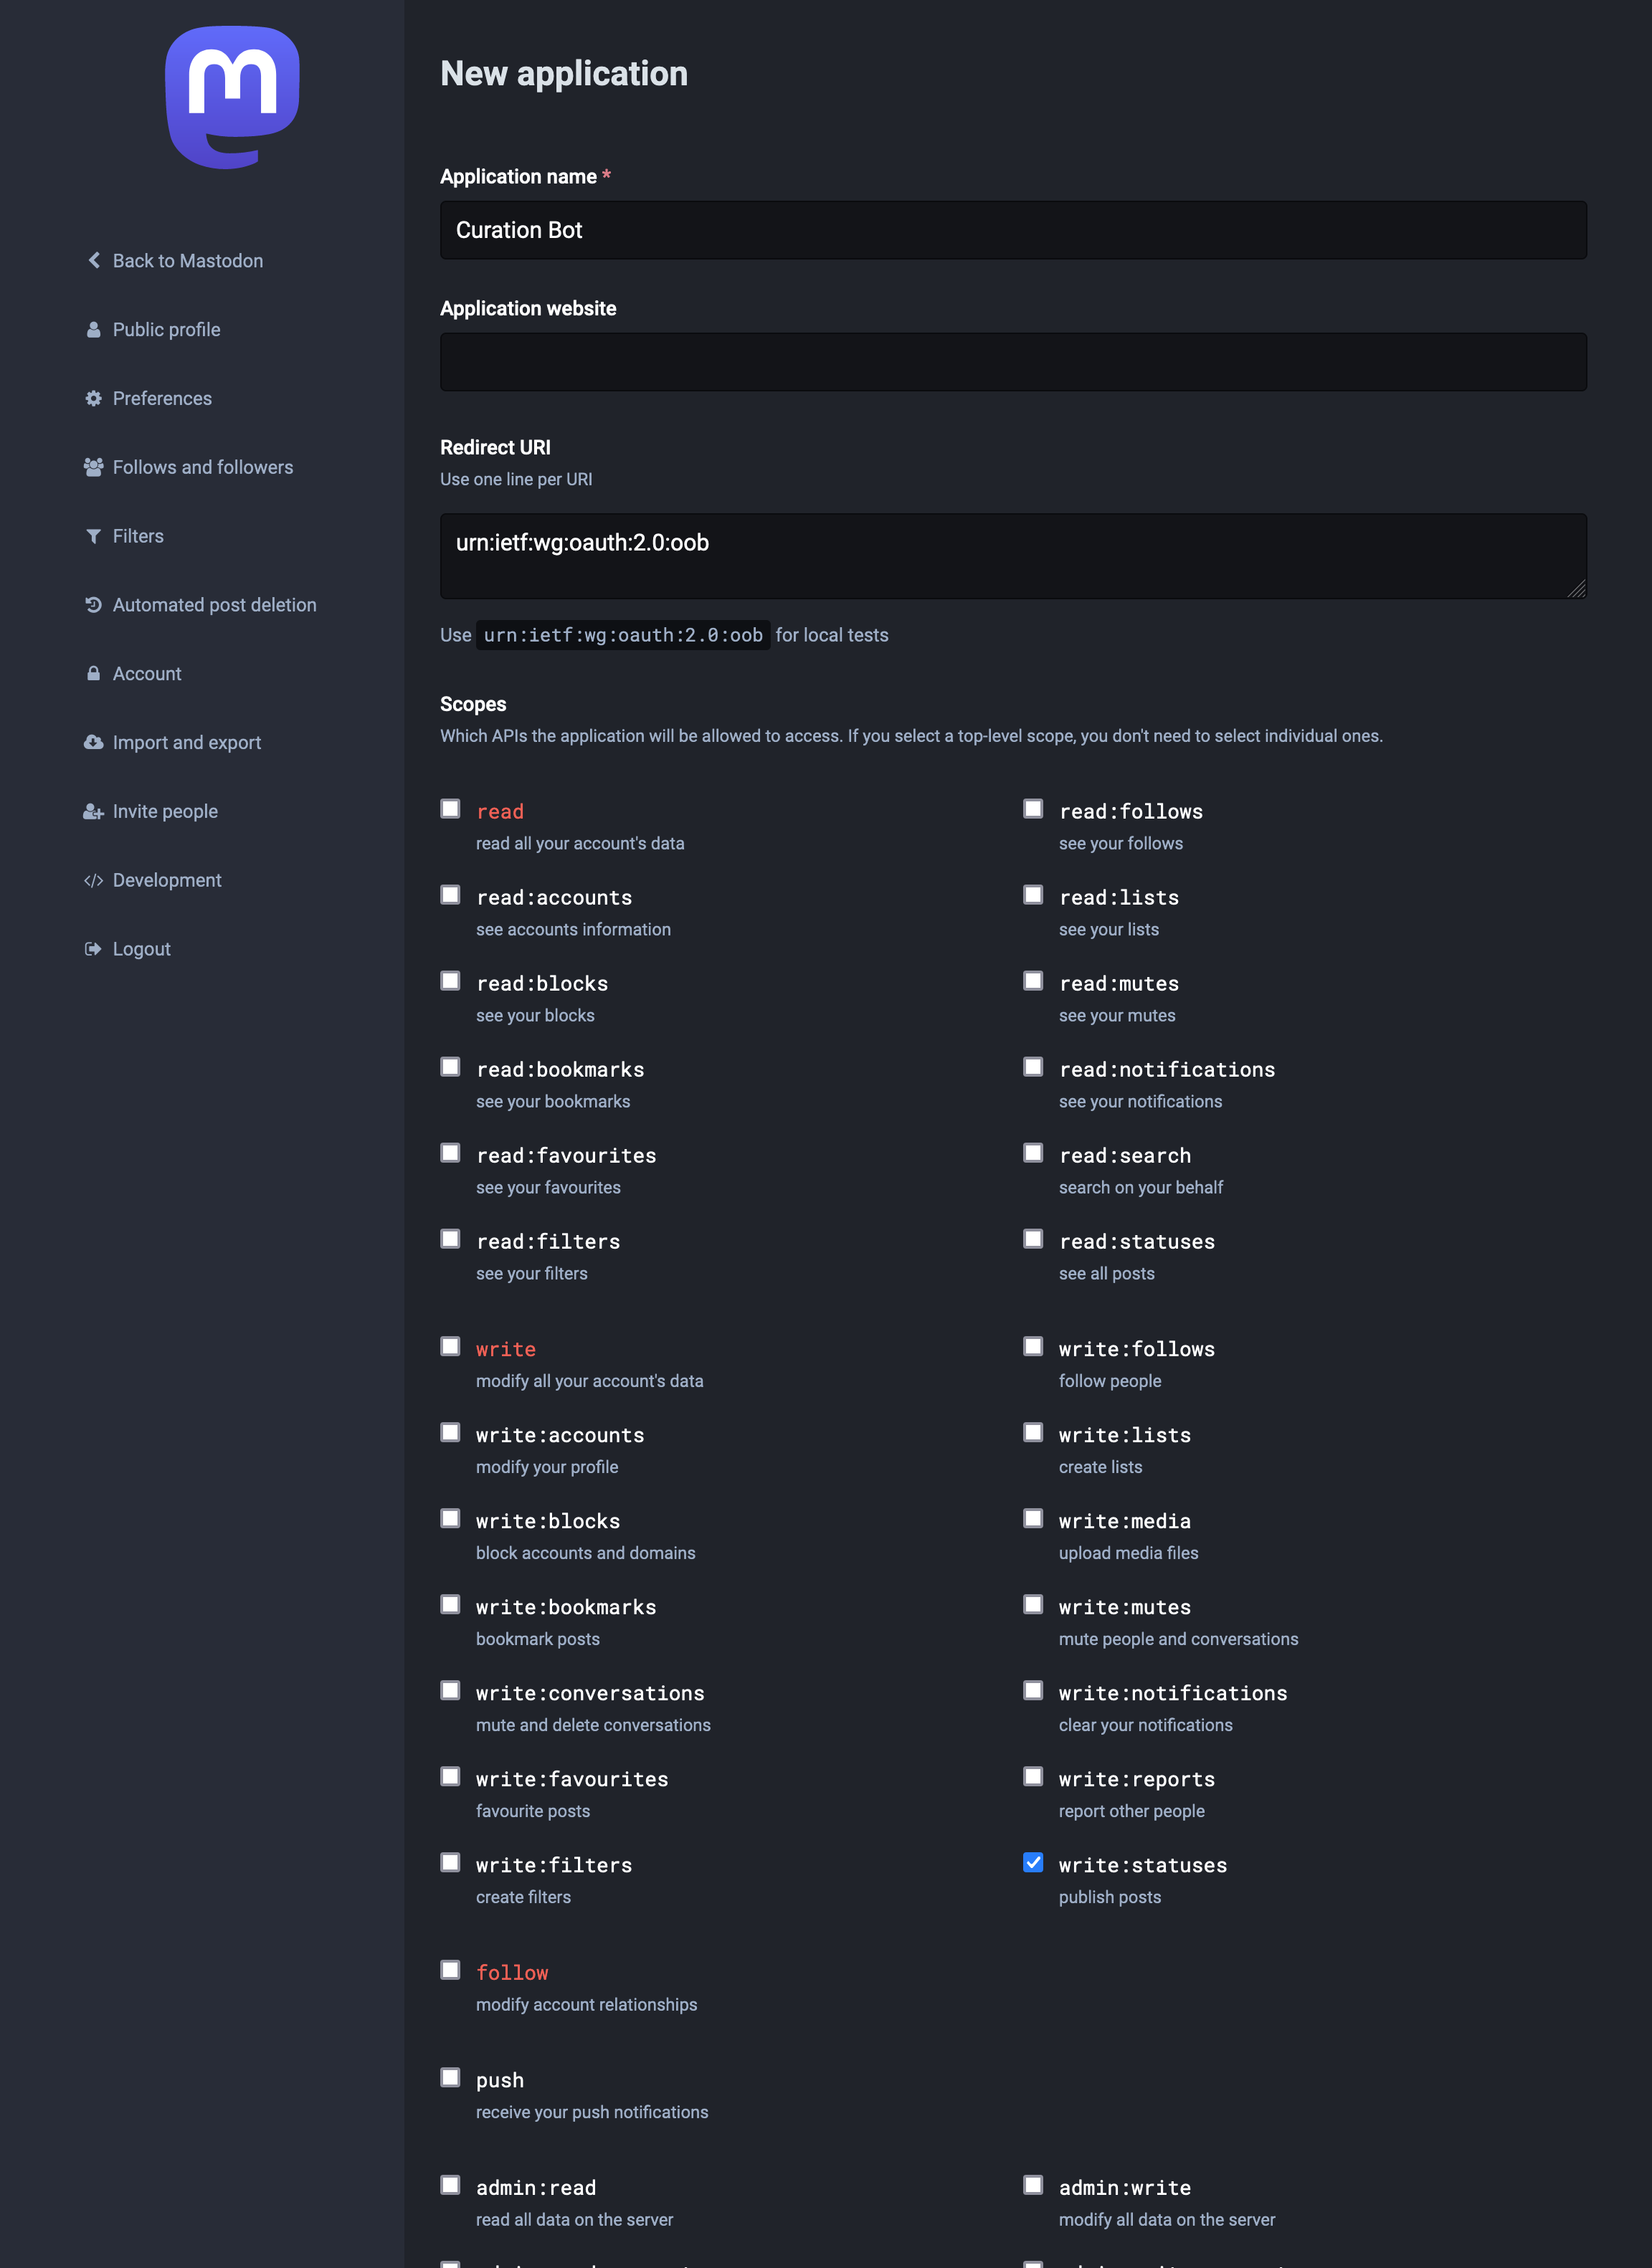 Back to Mastodon
Public profile
Preferences
Follows and followers
Filters
Automated post deletion
Account
Import and export
Invite people
Development
Logout
New application
Application name *
Curation Bot
Application website
Redirect URI
Use one line per URI
urn:ietf:wg:oauth:2.0:oob
Use urn:ietf:wg:oauth:2.0:oob for local tests
Scopes
Which APIs the application will be allowed to access. If you select a top-level scope, you don't need to select individual ones.
read
read all your account's data
read:follows
see your follows
read:accounts
see accounts information
read:lists
see your lists
read:blocks
see your blocks
read:mutes
see your mutes
read:bookmarks
see your bookmarks
read:notifications
see your notifications
read:favourites
see your favourites
read:search
search on your behalf
read:filters
see your filters
read:statuses
see all posts
write
modify all your account's data
write:follows
follow people
write:accounts
modify your profile
write:lists
create lists
write:blocks
block accounts and domains
write:media
upload media files
write:bookmarks
bookmark posts
write:mutes
mute people and conversations
write:conversations
mute and delete conversations
write:notifications
clear your notifications
write:favourites
favourite posts
write:reports
report other people
write:filters
create filters
write:statuses
publish posts
follow
modify account relationships
push
receive your push notifications
admin:read
read all data on the server
admin:write
modify all data on the server